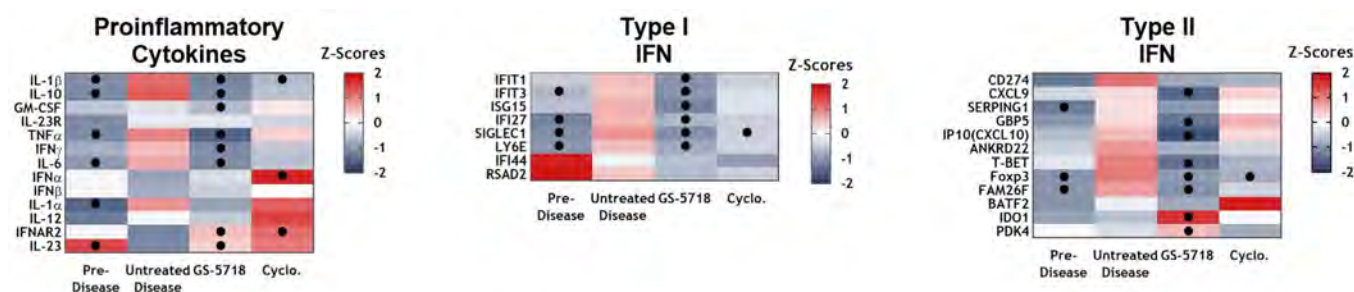 Proinflammatory
Cytokines
Z-Scores
IL-1β
IL-10
GM-CSF
IL-23R
TNFα
IFNγ
IL-6
IFNα
IFNβ
IL-1α
IL-12
IFNAR2
IL-23
2
1
0
-1
-2
Pre-
Disease
Untreated
Disease
GS-5718
Cyclo.
Type I
IFN
Z-Scores
IFIT1
IFIT3
ISG15
IFI27
SIGLEC1
LY6E
IFI44
RSAD2
2
1
0
-1
-2
Pre-
Disease
Untreated
Disease
GS-5718
Cyclo.
Type II
IFN
Z-Scores
CD274
CXCL9
SERPING1
GBP5
IP10(CXCL10)
ANKRD22
T-BET
Foxp3
FAM26F
BATF2
IDO1
PDK4
2
1
0
-1
-2
Pre-
Disease
Untreated
Disease
GS-5718
Cyclo.